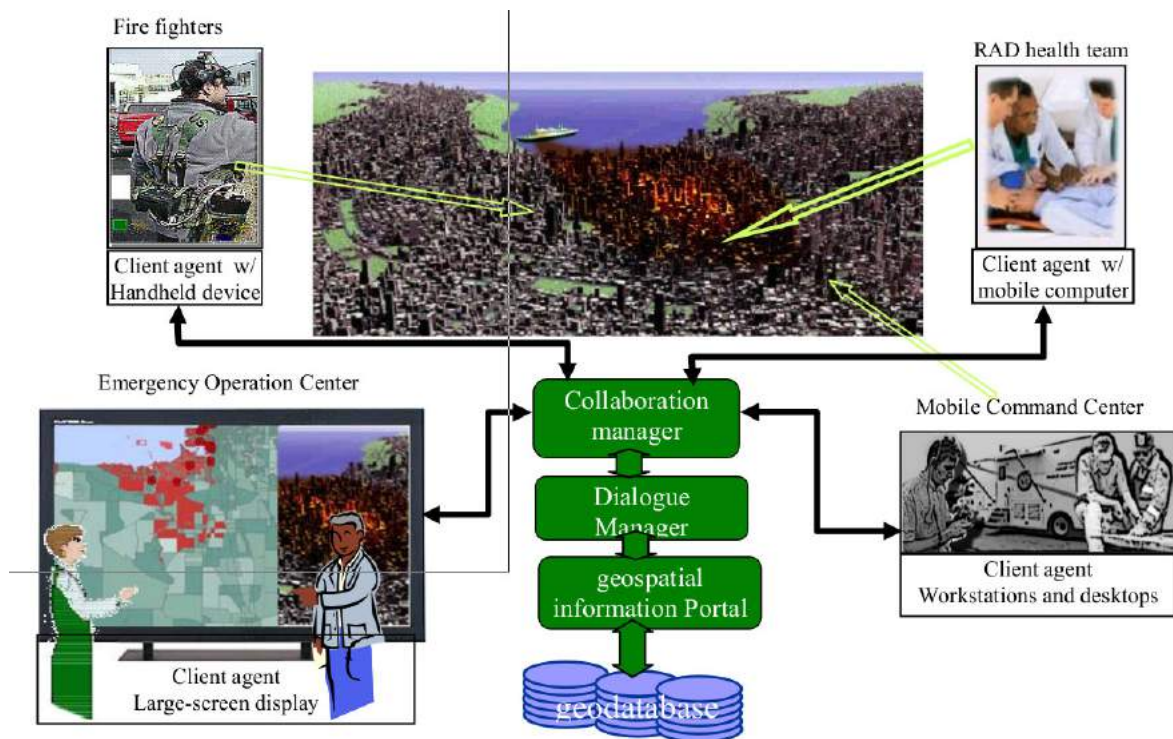 Fire fighters
RAD health team
Client agent w/
Handheld device
Client agent w/
mobile computer
Emergency Operation Center
Collaboration
manager
Mobile Command Center
Dialogue
Manager
geospatial
information Portal
Client agent
Workstations and desktops
Client agent
Large-screen display
geodatabase